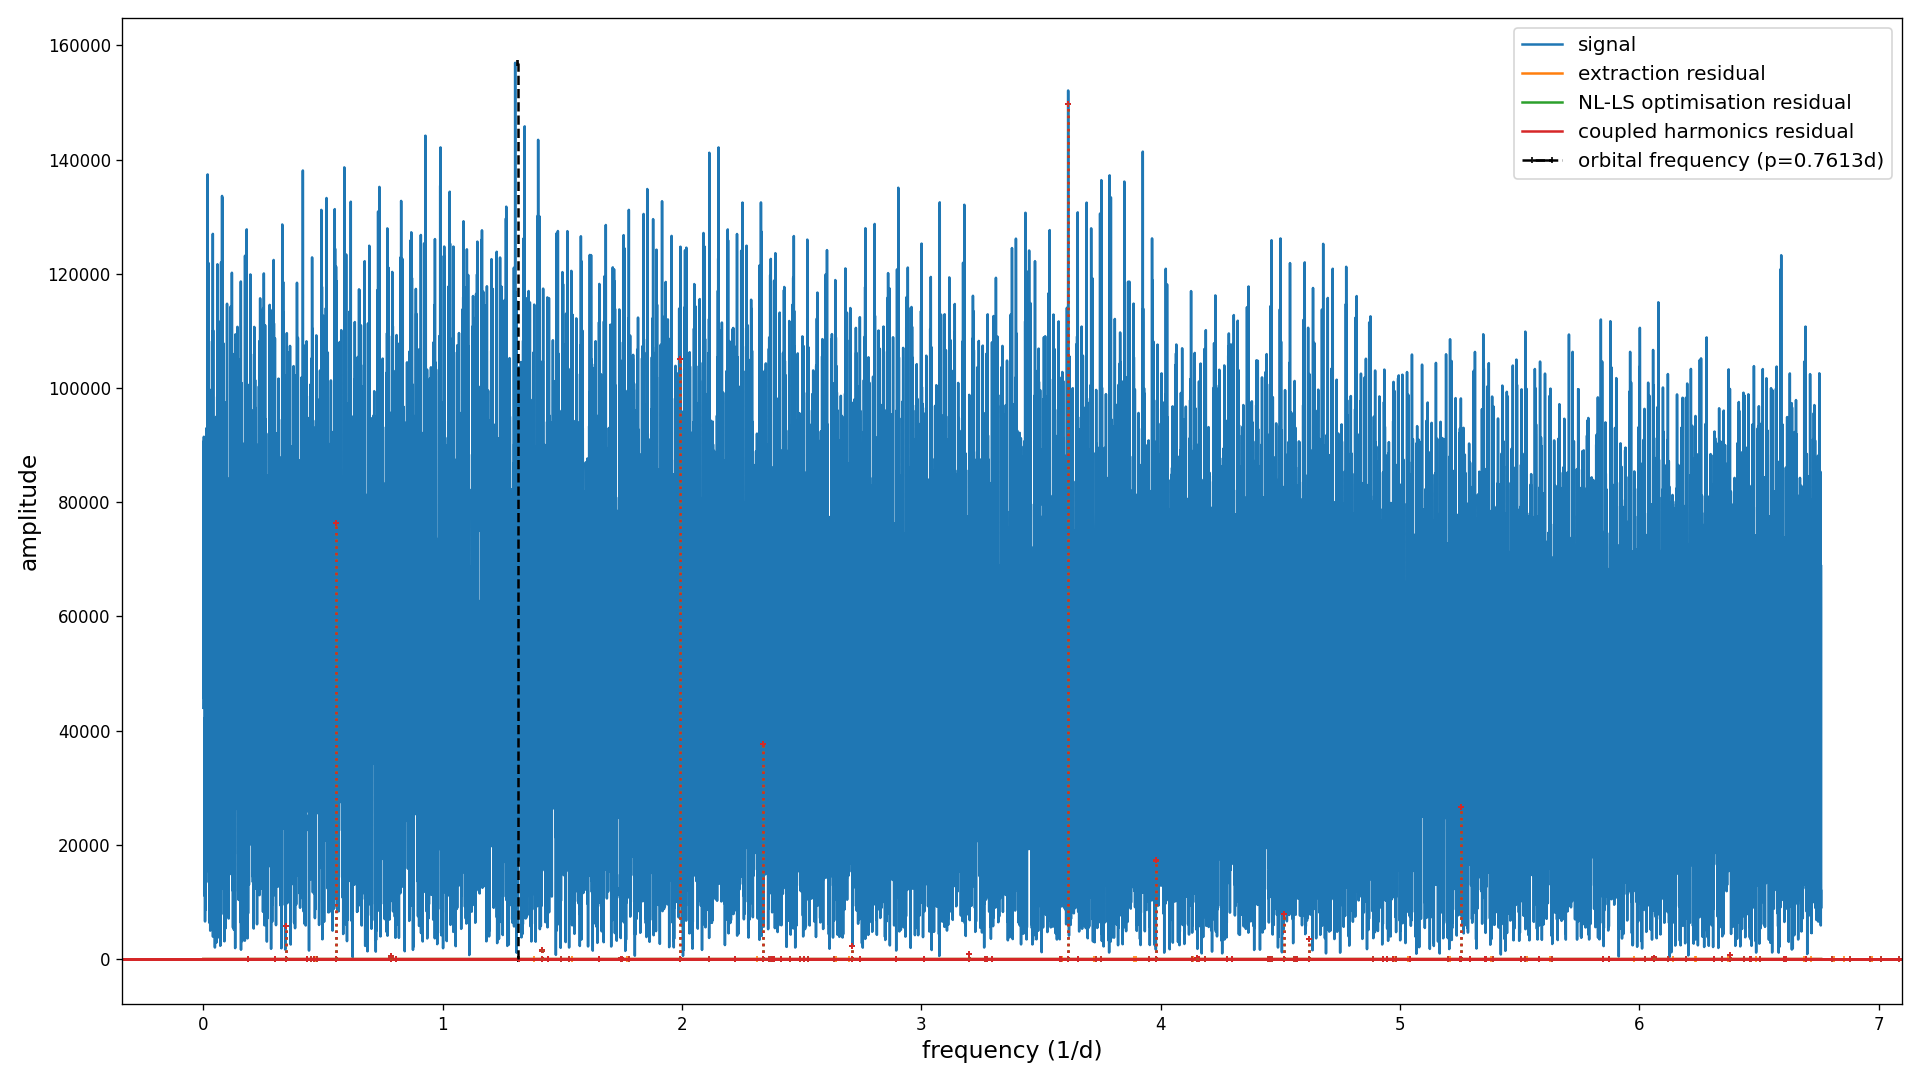 160000
140000
120000
100000
80000
60000
40000
20000
0
amplitude
signal
extraction residual
NL-LS optimisation residual
coupled harmonics residual
orbital frequency (p=0.7613d)
0 1 2 3 4 5 6 7
frequency (1/d)